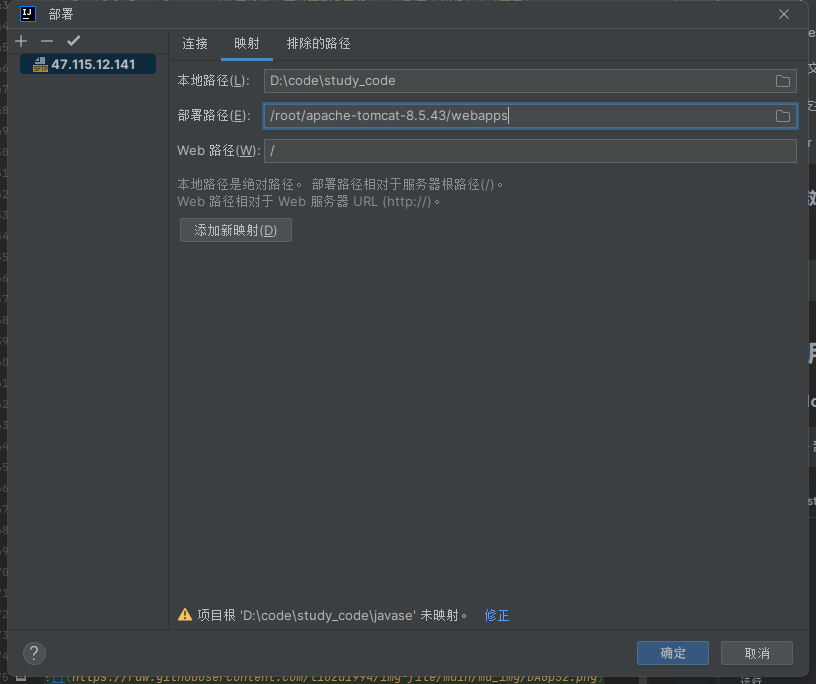 部署
47.115.12.141
连接 映射 排除的路径
本地路径(L): D:\code\study_code
部署路径(E): /root/apache-tomcat-8.5.43/webapps
Web 路径(W): /
本地路径是绝对路径。 部署路径相对于服务器根路径(/)。
Web 路径相对于 Web 服务器 URL (http://)。
添加新映射(D)
项目根 'D:\code\study_code\javase' 未映射。 修正
? 确定 取消